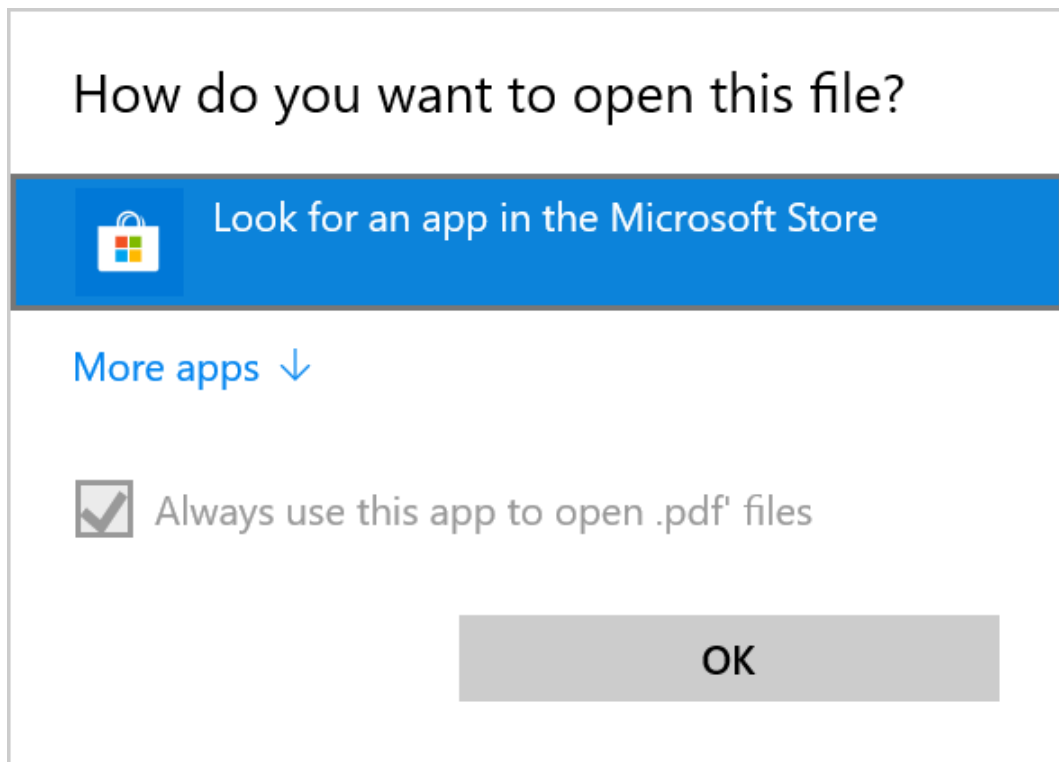 How do you want to open this file?
Look for an app in the Microsoft Store
More apps ↓
Always use this app to open .pdf' files
OK